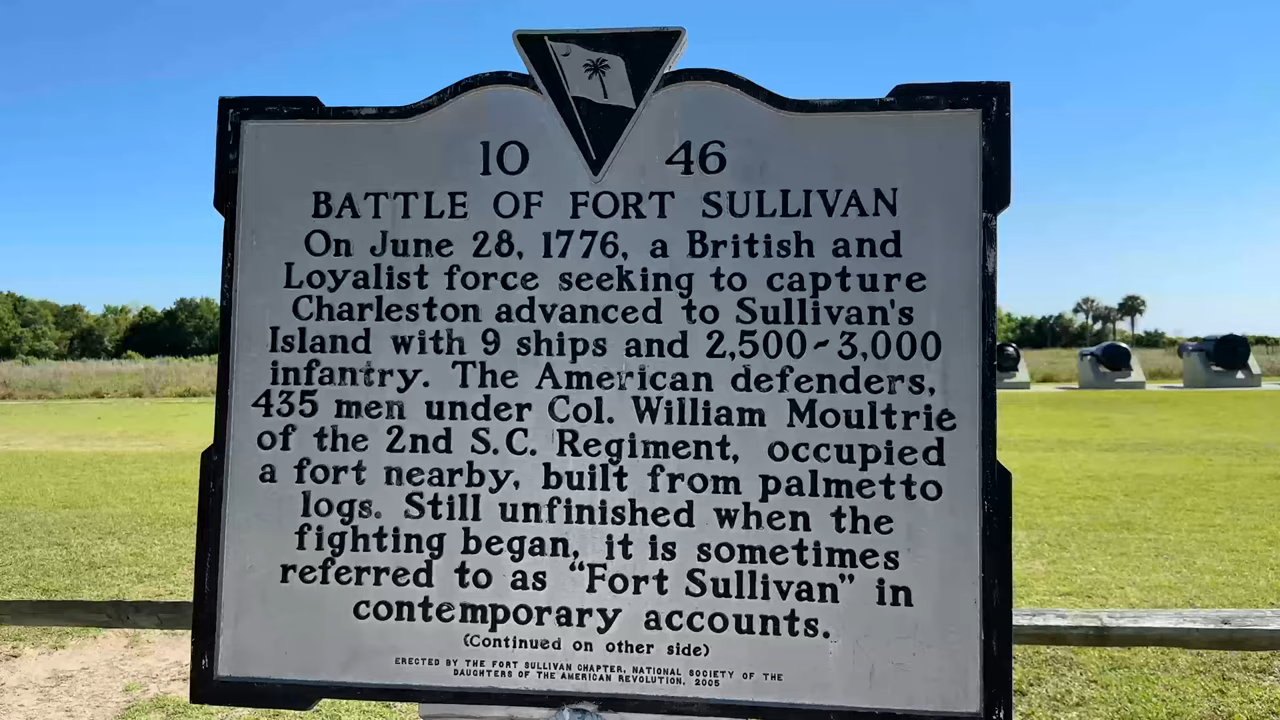 10 46
BATTLE OF FORT SULLIVAN
On June 28, 1776, a British and
Loyalist force seeking to capture
Charleston advanced to Sullivan's
Island with 9 ships and 2,500~3,000
infantry. The American defenders,
435 men under Col. William Moultrie
of the 2nd S.C. Regiment, occupied
a fort nearby, built from palmetto
logs. Still unfinished when the
fighting began, it is sometimes
referred to as "Fort Sullivan" in
contemporary accounts.
(Continued on other side)
ERECTED BY THE FORT SULLIVAN CHAPTER, NATIONAL SOCIETY OF THE
DAUGHTERS OF THE AMERICAN REVOLUTION, 2005